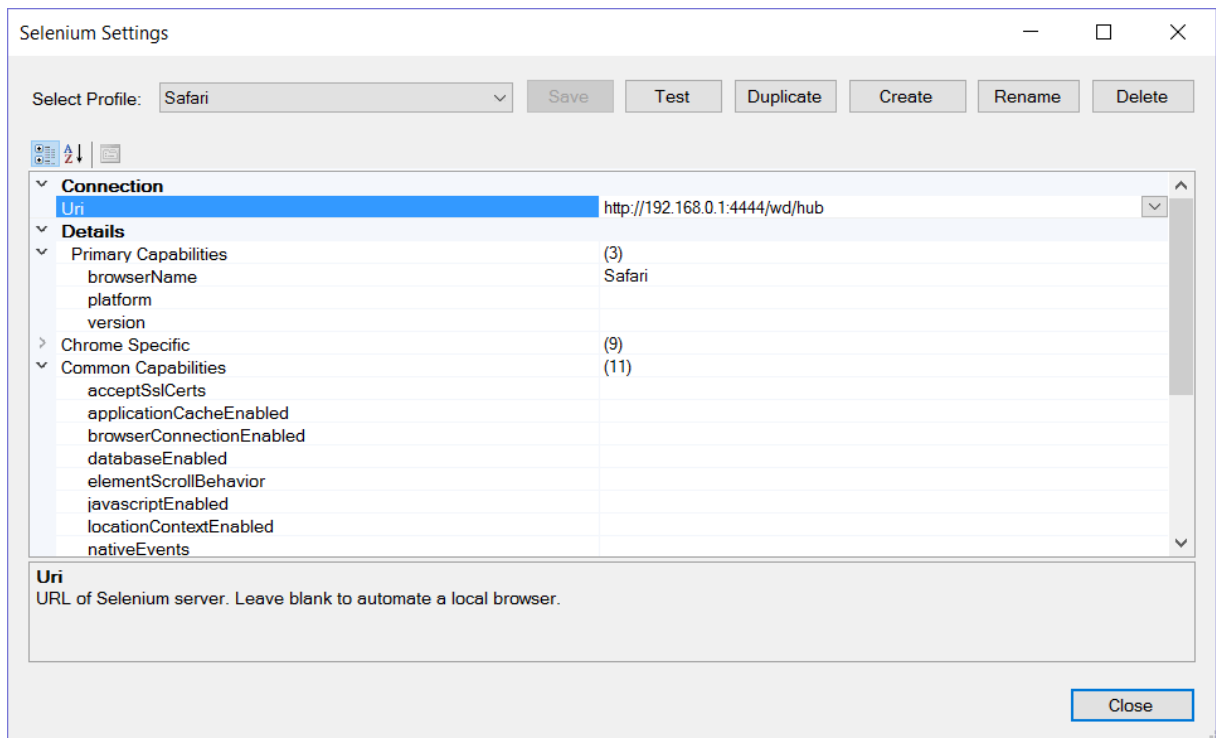 Selenium Settings
Select Profile: Safari Save Test Duplicate Create Rename Delete
Connection
Uri http://192.168.0.1:4444/wd/hub
Details
Primary Capabilities (3)
browserName Safari
platform
version
Chrome Specific (9)
Common Capabilities (11)
acceptSslCerts
applicationCacheEnabled
browserConnectionEnabled
databaseEnabled
elementScrollBehavior
javascriptEnabled
locationContextEnabled
nativeEvents
Uri
URL of Selenium server. Leave blank to automate a local browser.
Close